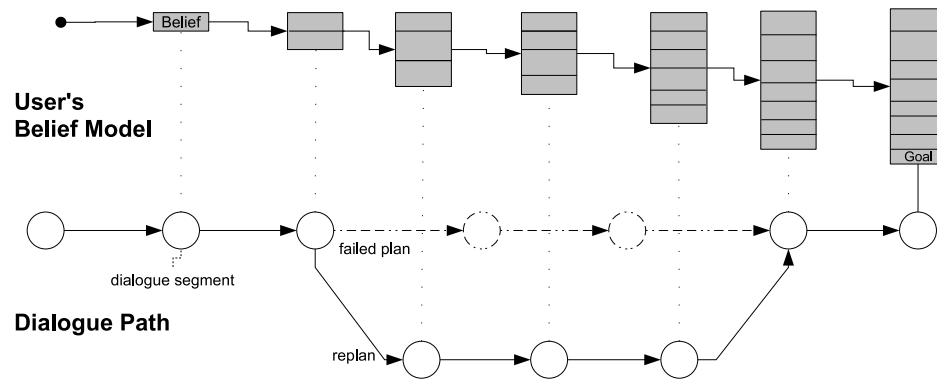 Belief
User's
Belief Model
Goal
failed plan
dialogue segment
Dialogue Path
replan